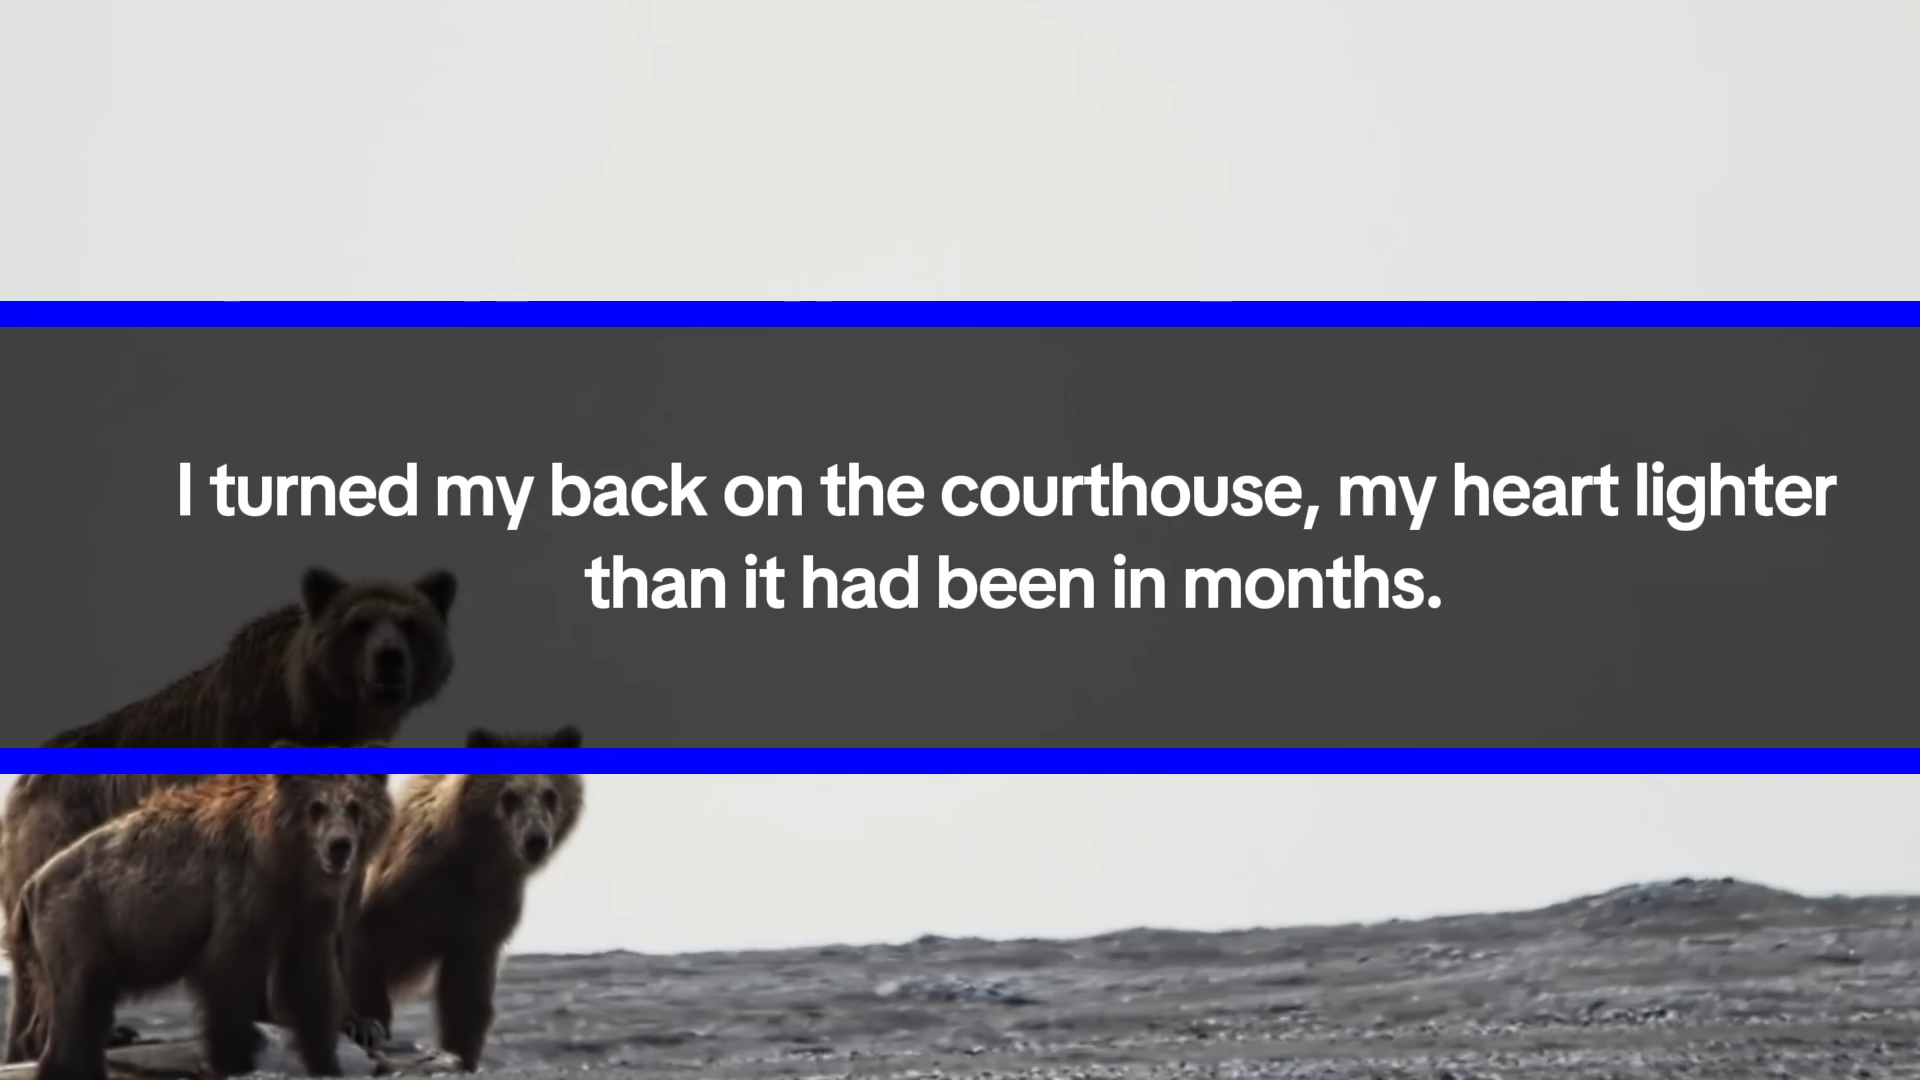 I turned my back on the courthouse, my heart lighter
than it had been in months.